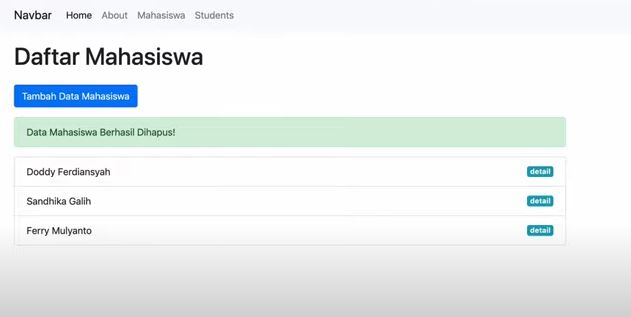 Navbar Home About Mahasiswa Students
Daftar Mahasiswa
Tambah Data Mahasiswa
Data Mahasiswa Berhasil Dihapus!
Doddy Ferdiansyah detail
Sandhika Galih detail
Ferry Mulyanto detail